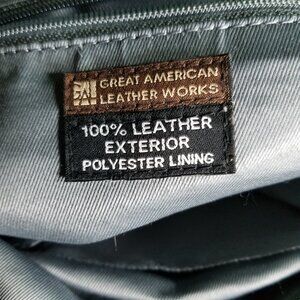 GREAT AMERICAN
LEATHER WORKS
100% LEATHER
EXTERIOR
POLYESTER LINING